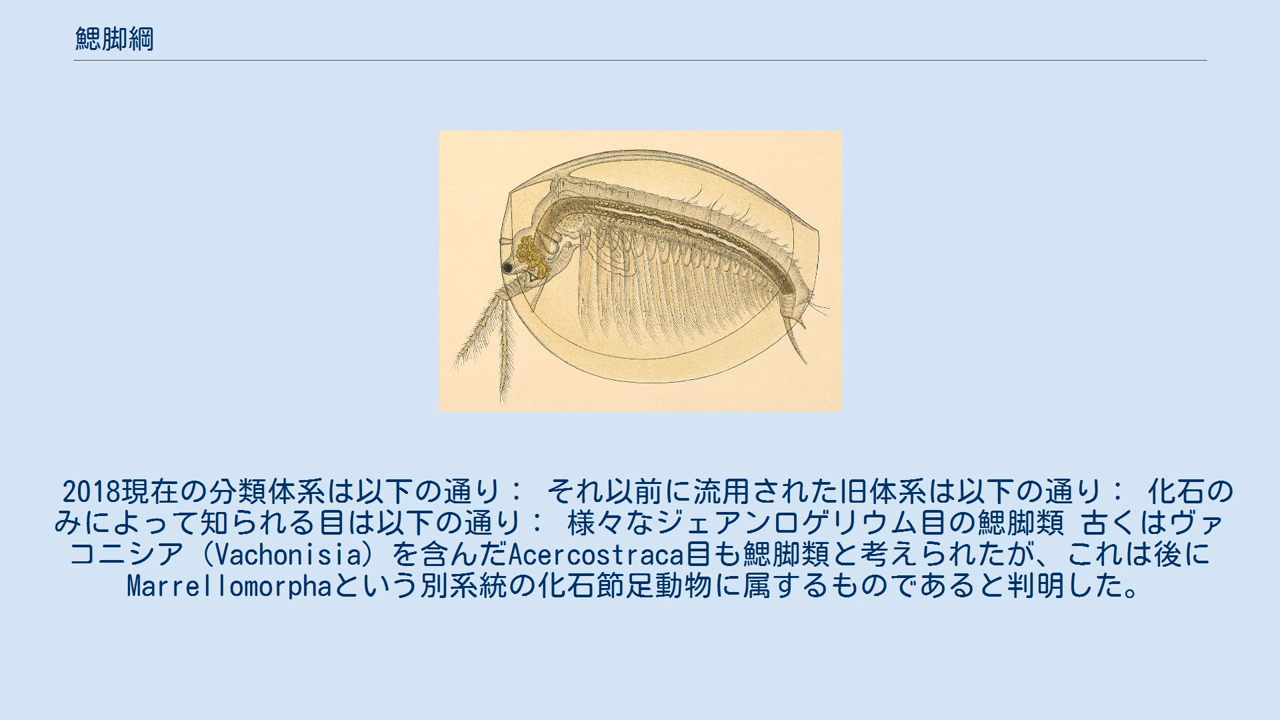 鰓脚綱
2018現在の分類体系は以下の通り： それ以前に流用された旧体系は以下の通り： 化石の
みによって知られる目は以下の通り： 様々なジェアンロゲリウム目の鰓脚類 古くはヴァ
コニシア（Vachonisia）を含んだAcercostraca目も鰓脚類と考えられたが、これは後に
Marrellomorphaという別系統の化石節足動物に属するものであると判明した。